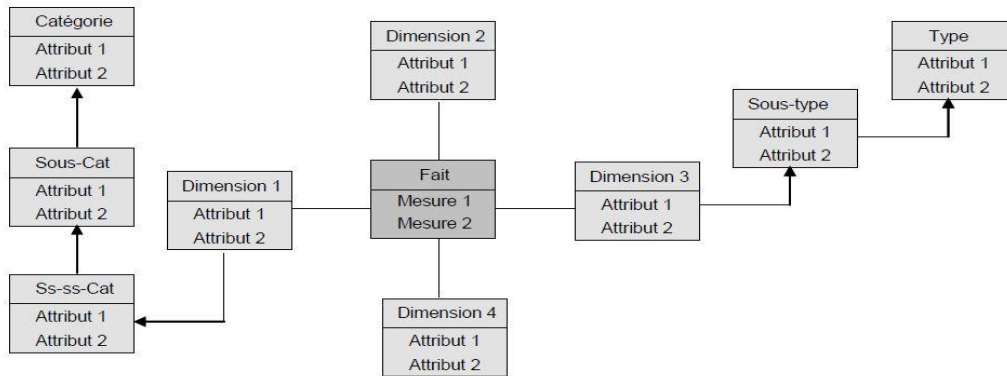 Catégorie
Attribut 1
Attribut 2
Sous-Cat
Attribut 1
Attribut 2
Ss-ss-Cat
Attribut 1
Attribut 2
Dimension 1
Attribut 1
Attribut 2
Dimension 2
Attribut 1
Attribut 2
Fait
Mesure 1
Mesure 2
Dimension 4
Attribut 1
Attribut 2
Dimension 3
Attribut 1
Attribut 2
Sous-type
Attribut 1
Attribut 2
Type
Attribut 1
Attribut 2